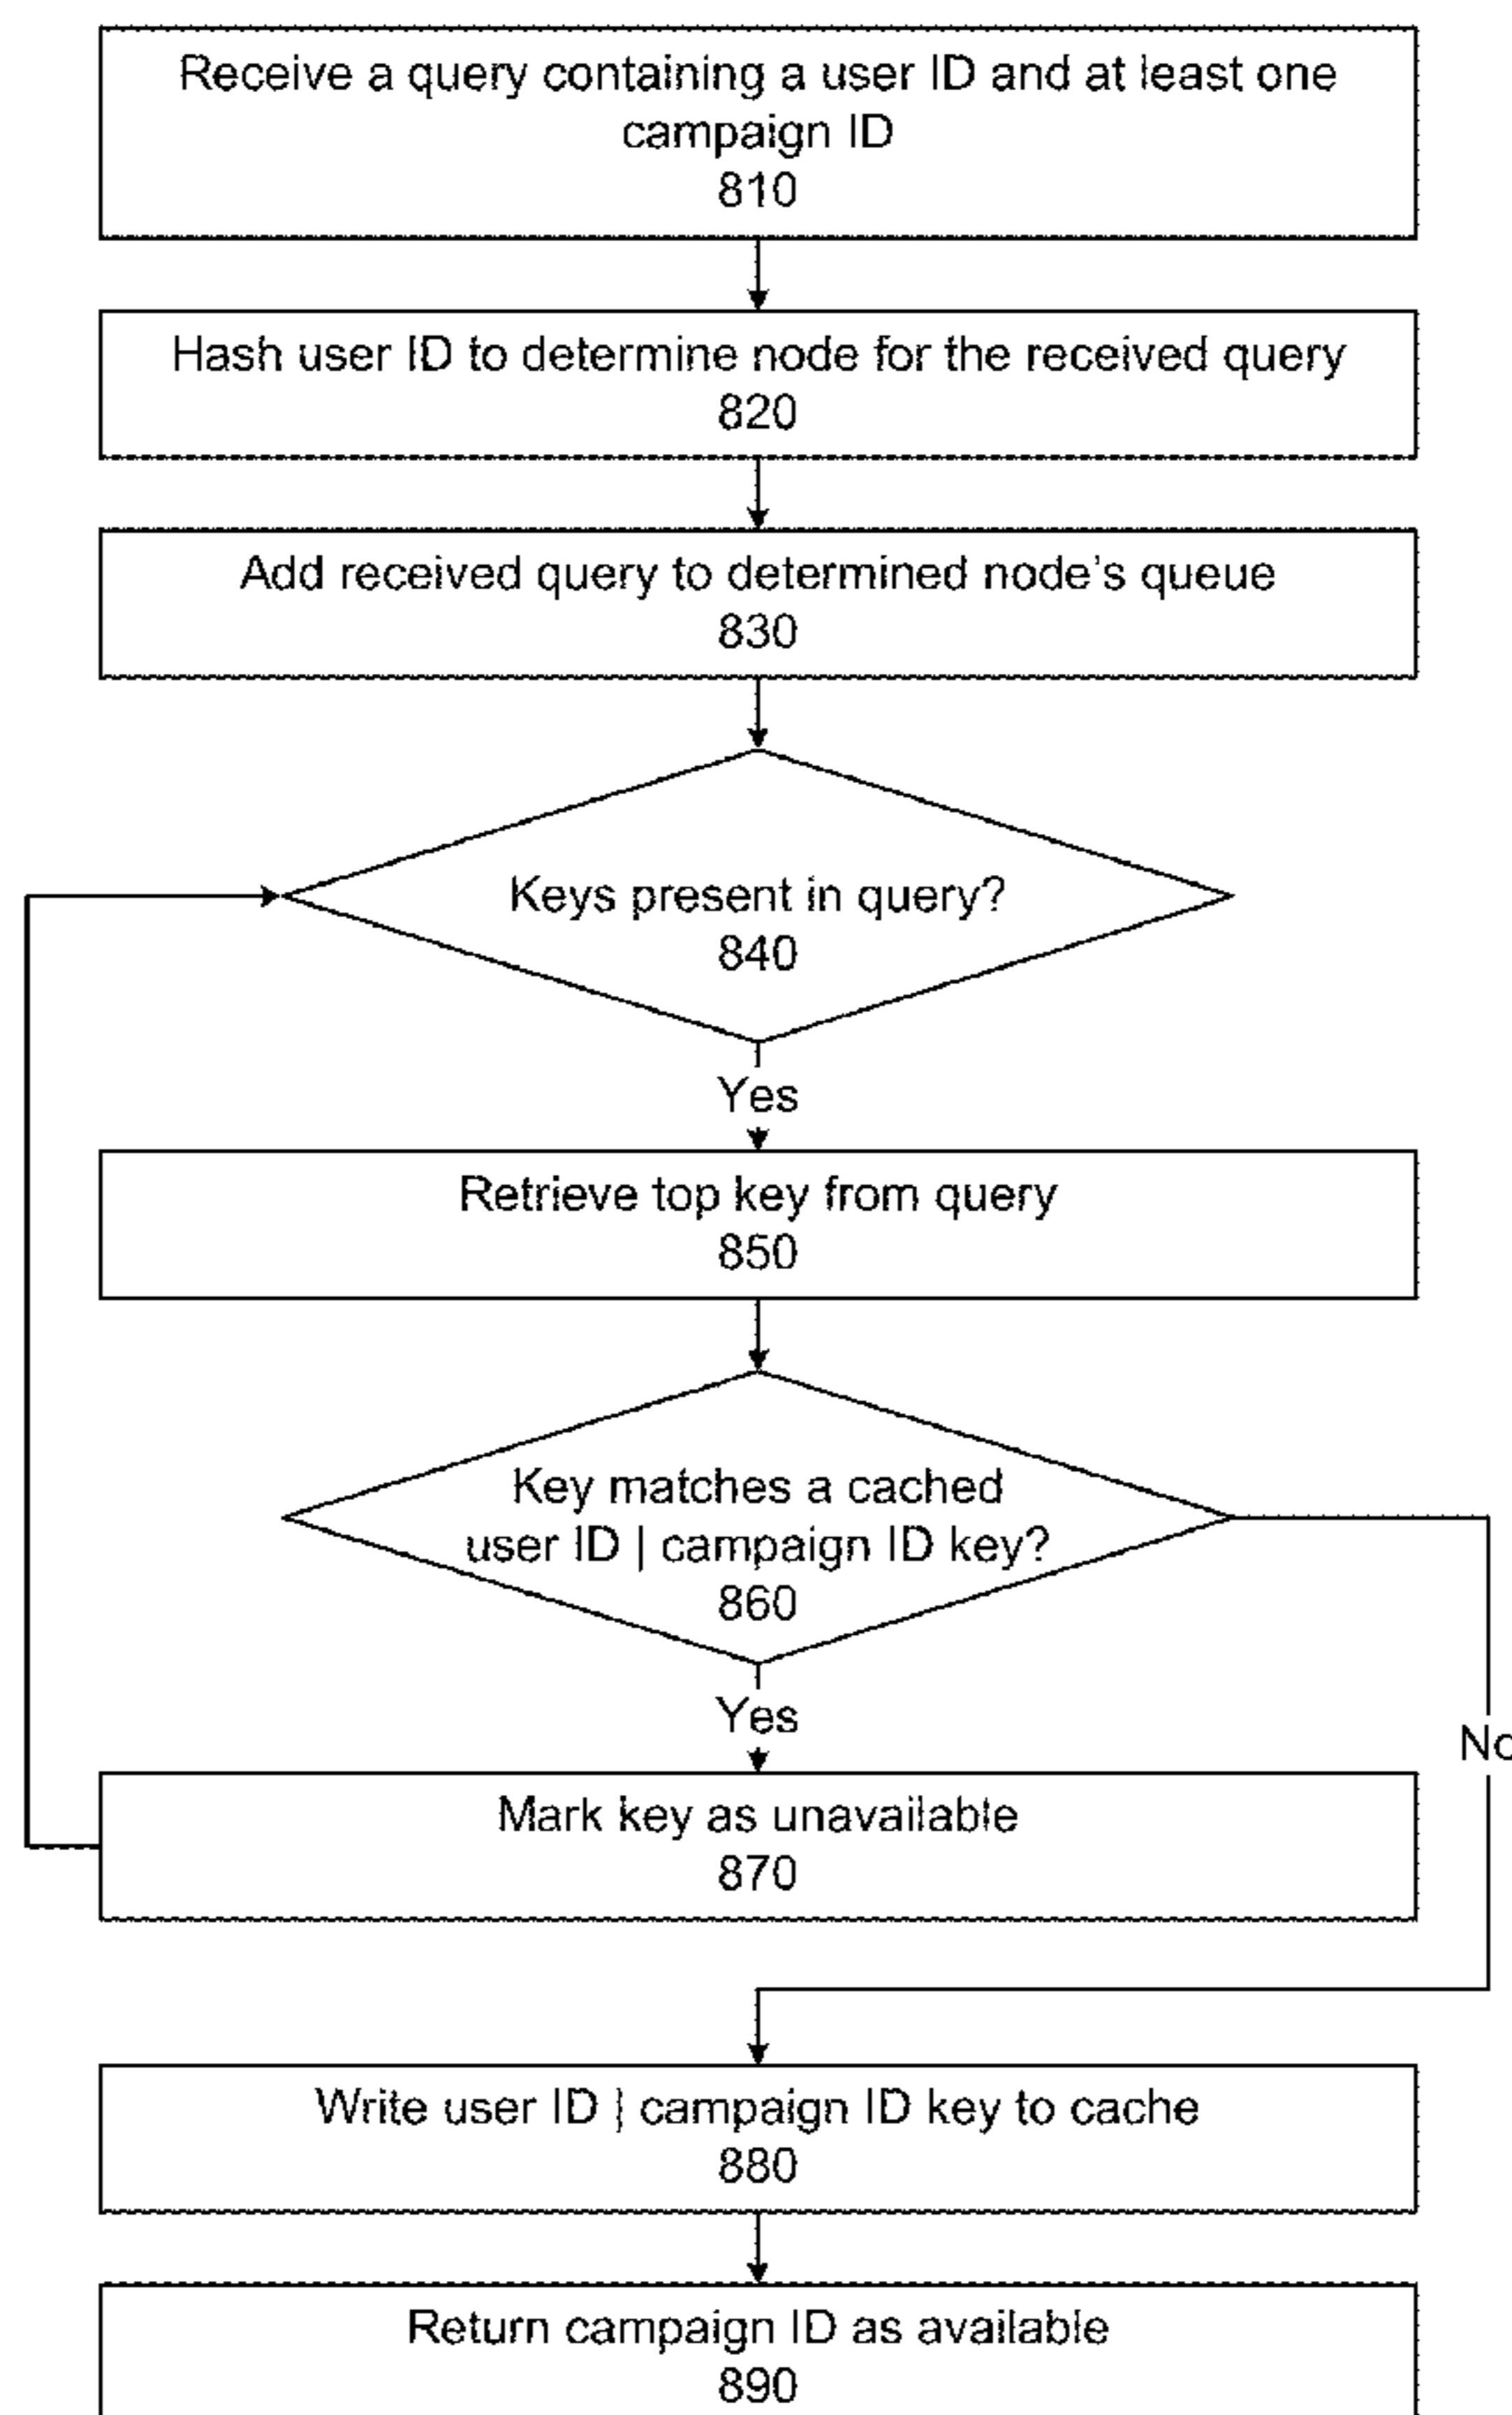 Receive a query containing a user ID and at least one
campaign ID
810
Hash user ID to determine node for the received query
820
Add received query to determined node's queue
830
Keys present in query?
840
Yes
Retrieve top key from query
850
Key matches a cached
user ID | campaign ID key?
860
Yes
No
Mark key as unavailable
870
Write user ID | campaign ID key to cache
880
Return campaign ID as available
890